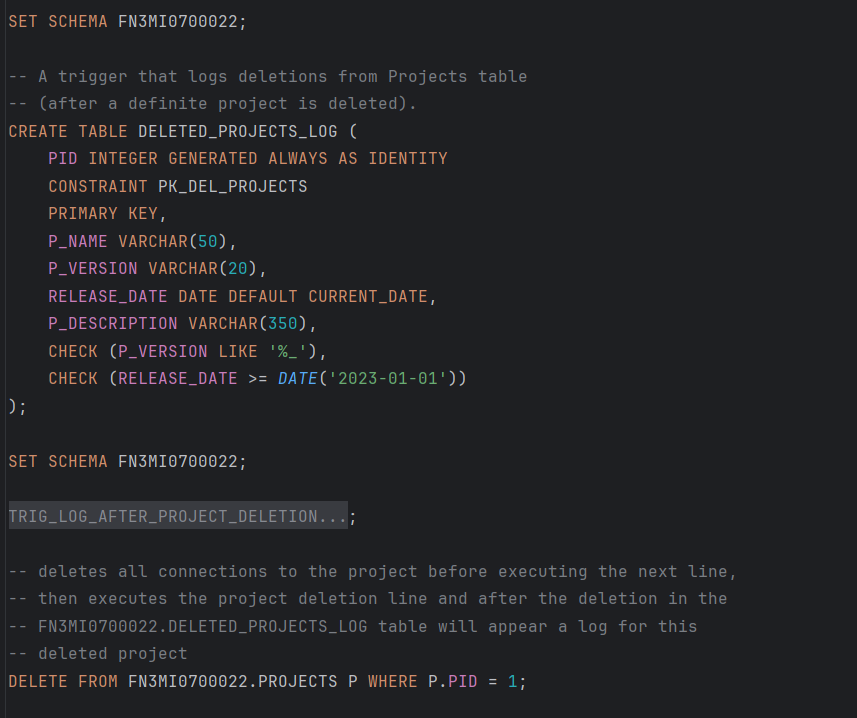 SET SCHEMA FN3MI0700022;
-- A trigger that logs deletions from Projects table
-- (after a definite project is deleted).
CREATE TABLE DELETED_PROJECTS_LOG (
    PID INTEGER GENERATED ALWAYS AS IDENTITY
    CONSTRAINT PK_DEL_PROJECTS
    PRIMARY KEY,
    P_NAME VARCHAR(50),
    P_VERSION VARCHAR(20),
    RELEASE_DATE DATE DEFAULT CURRENT_DATE,
    P_DESCRIPTION VARCHAR(350),
    CHECK (P_VERSION LIKE '%_'),
    CHECK (RELEASE_DATE >= DATE('2023-01-01'))
);
SET SCHEMA FN3MI0700022;
TRIG_LOG_AFTER_PROJECT_DELETION...;
-- deletes all connections to the project before executing the next line,
-- then executes the project deletion line and after the deletion in the
-- FN3MI0700022.DELETED_PROJECTS_LOG table will appear a log for this
-- deleted project
DELETE FROM FN3MI0700022.PROJECTS P WHERE P.PID = 1;